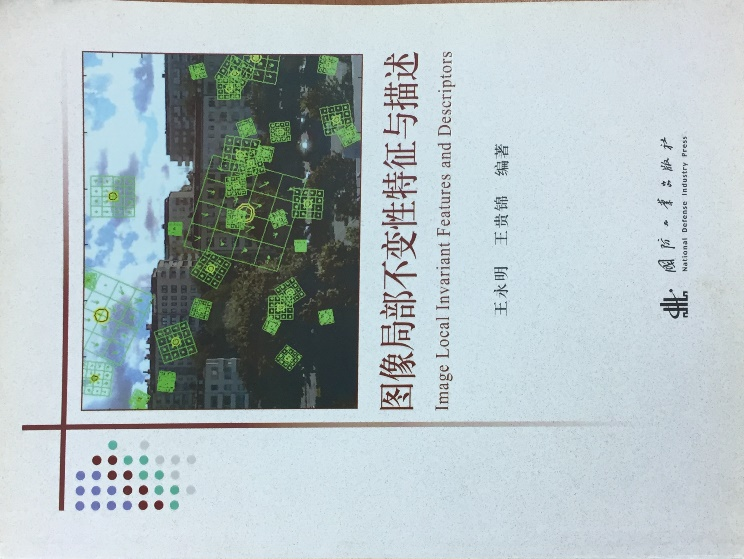 图像局部不变性特征与描述
Image Local Invariant Features and Descriptors
王永明 王贵锦 编著
国防工业出版社
National Defense Industry Press